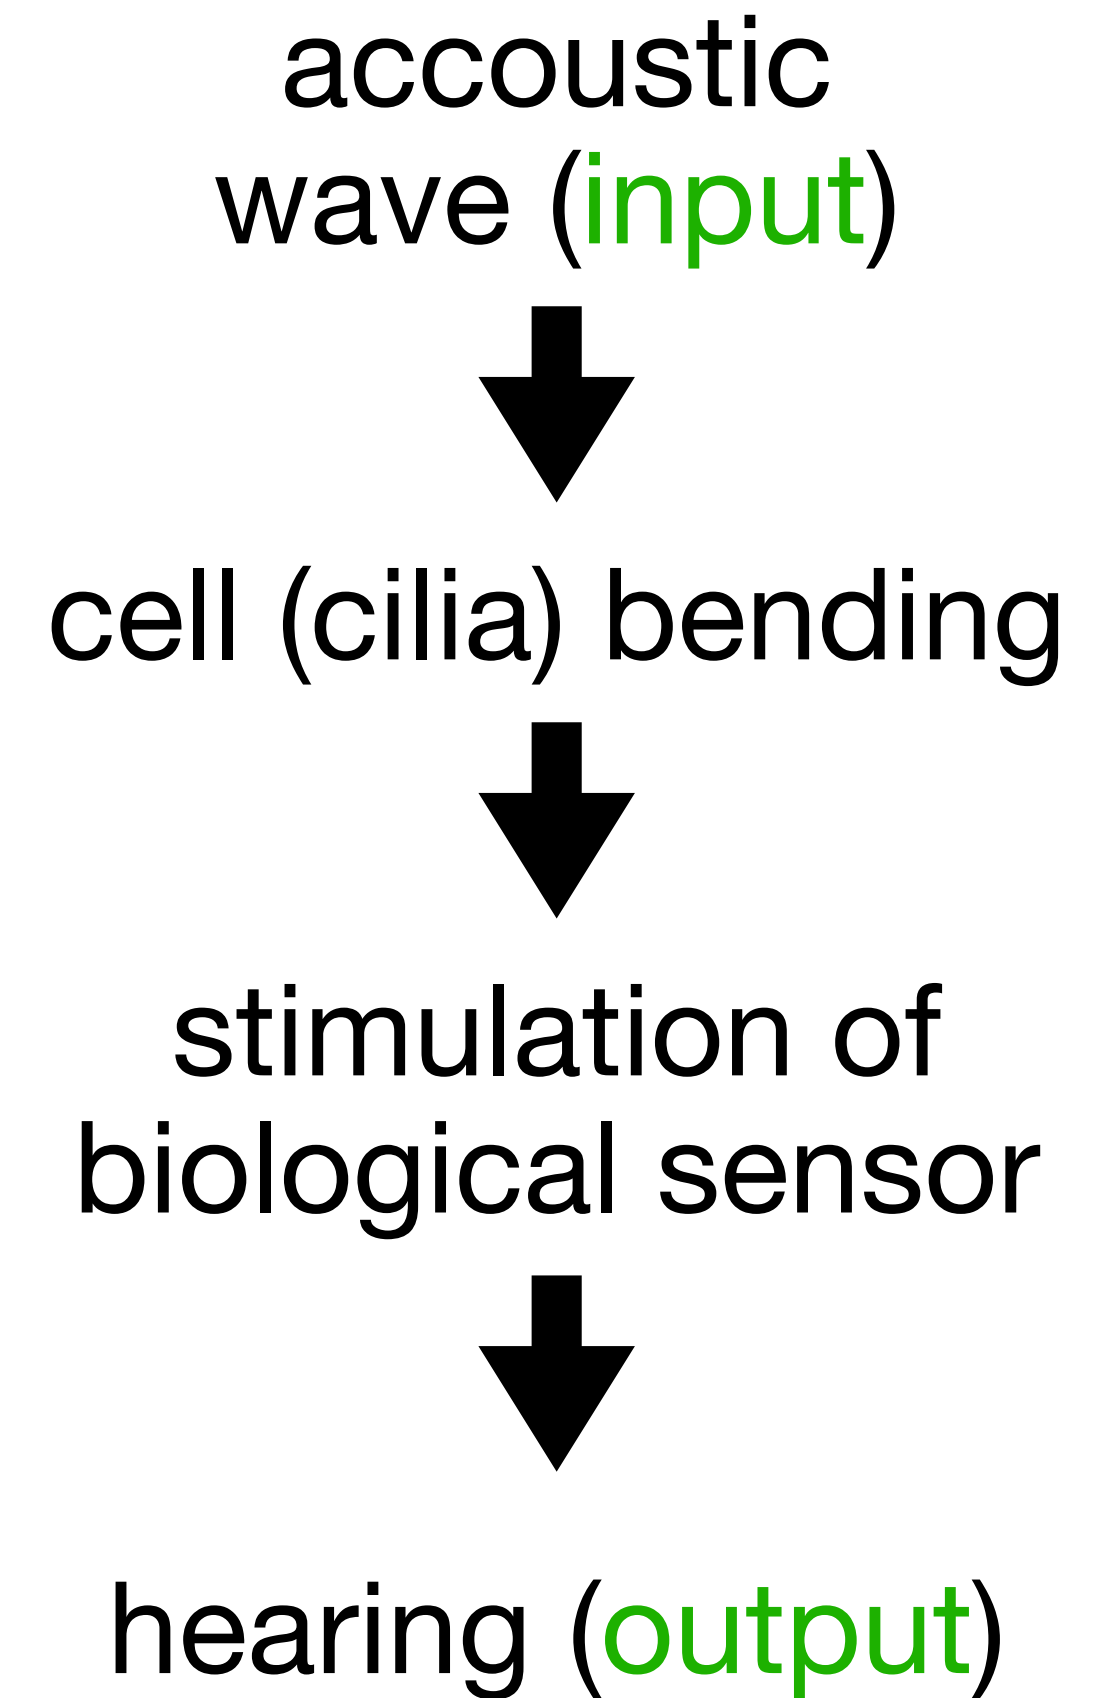 accoustic
wave (input)
cell (cilia) bending
stimulation of
biological sensor
hearing (output)